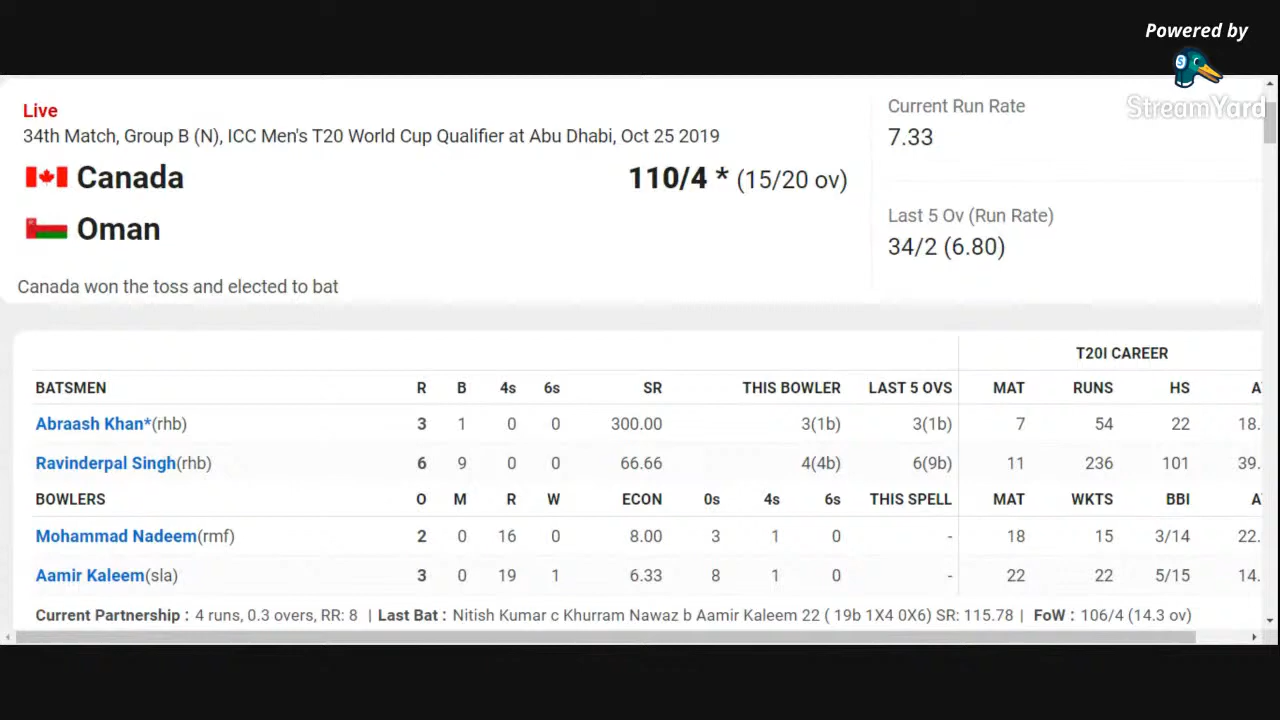 Powered by
StreamYard
Live
34th Match, Group B (N), ICC Men's T20 World Cup Qualifier at Abu Dhabi, Oct 25 2019
Canada 110/4 * (15/20 ov)
Oman
Canada won the toss and elected to bat
Current Run Rate
7.33
Last 5 Ov (Run Rate)
34/2 (6.80)
T20I CAREER
BATSMEN R B 4s 6s SR THIS BOWLER LAST 5 OVS MAT RUNS HS A
Abraash Khan*(rhb) 3 1 0 0 300.00 3(1b) 3(1b) 7 54 22 18.
Ravinderpal Singh(rhb) 6 9 0 0 66.66 4(4b) 6(9b) 11 236 101 39.
BOWLERS O M R W ECON 0s 4s 6s THIS SPELL MAT WKTS BBI A
Mohammad Nadeem(rmf) 2 0 16 0 8.00 3 1 0 - 18 15 3/14 22.
Aamir Kaleem(sla) 3 0 19 1 6.33 8 1 0 - 22 22 5/15 14.
Current Partnership : 4 runs, 0.3 overs, RR: 8 | Last Bat : Nitish Kumar c Khurram Nawaz b Aamir Kaleem 22 ( 19b 1X4 0X6) SR: 115.78 | FoW : 106/4 (14.3 ov)